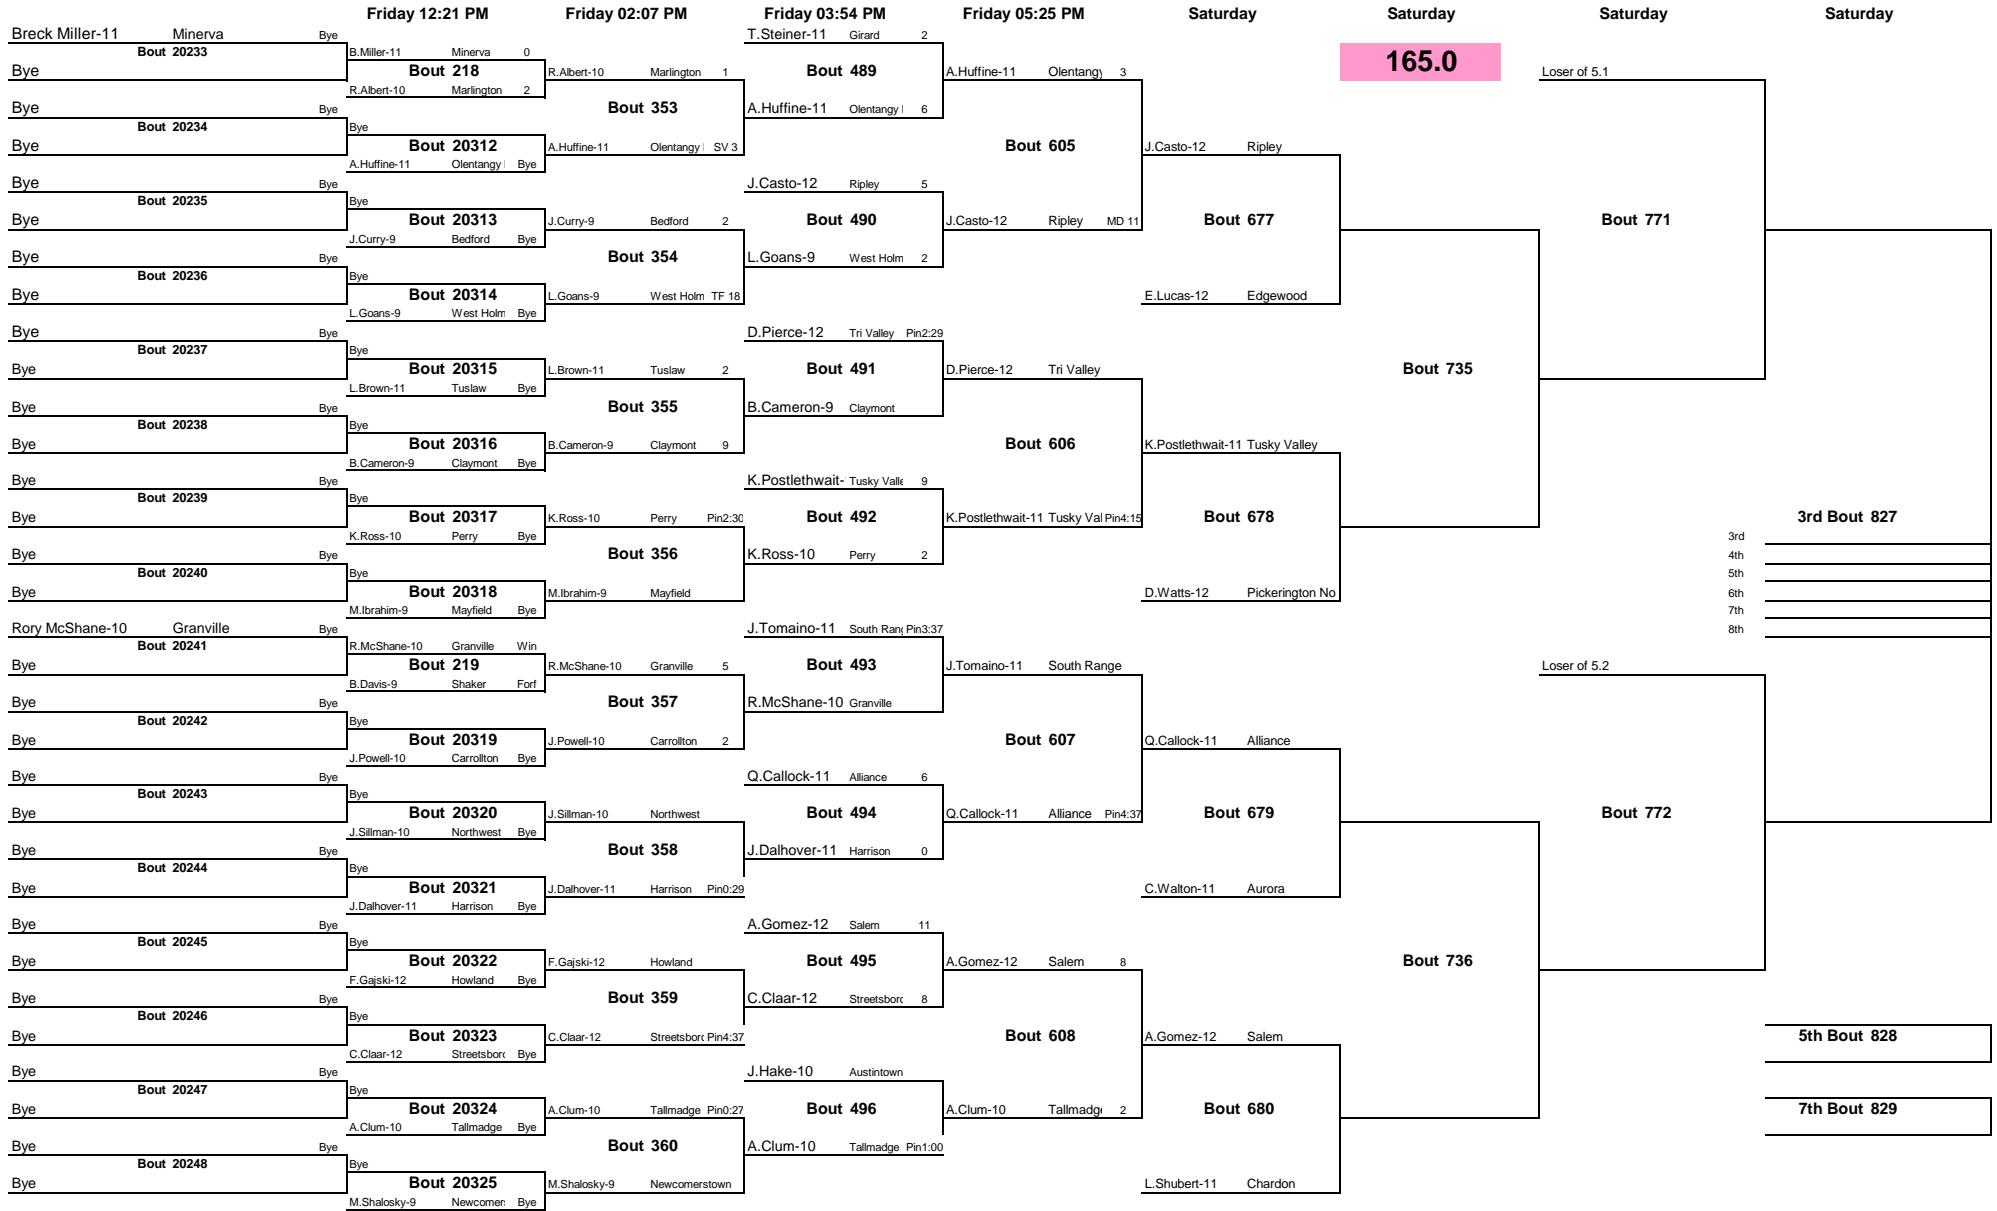 Friday 12:21 PM Friday 02:07 PM Friday 03:54 PM Friday 05:25 PM Saturday Saturday Saturday Saturday
165.0
Breck Miller-11 Minerva Bye
Bout 20233
Bye
Bye Bye
Bout 20234
Bye
Bye Bye
Bout 20235
Bye
Bye Bye
Bout 20236
Bye
Bye Bye
Bout 20237
Bye
Bye Bye
Bout 20238
Bye
Bye Bye
Bout 20239
Bye
Bye Bye
Bout 20240
Bye
Rory McShane-10 Granville Bye
Bout 20241
Bye
Bye Bye
Bout 20242
Bye
Bye Bye
Bout 20243
Bye
Bye Bye
Bout 20244
Bye
Bye Bye
Bout 20245
Bye
Bye Bye
Bout 20246
Bye
Bye Bye
Bout 20247
Bye
Bye Bye
Bout 20248
Bye
B.Miller-11 Minerva 0
Bout 218
R.Albert-10 Marlington 2
Bye
Bout 20312
A.Huffine-11 Olentangy Bye
Bye
Bout 20313
J.Curry-9 Bedford Bye
Bye
Bout 20314
L.Goans-9 West Holm Bye
Bye
Bout 20315
L.Brown-11 Tuslaw Bye
Bye
Bout 20316
B.Cameron-9 Claymont Bye
Bye
Bout 20317
K.Ross-10 Perry Bye
Bye
Bout 20318
M.Ibrahim-9 Mayfield Bye
R.McShane-10 Granville Win
Bout 219
B.Davis-9 Shaker Forf
Bye
Bout 20319
J.Powell-10 Carrollton Bye
Bye
Bout 20320
J.Sillman-10 Northwest Bye
Bye
Bout 20321
J.Dalhover-11 Harrison Bye
Bye
Bout 20322
F.Gajski-12 Howland Bye
Bye
Bout 20323
C.Claar-12 Streetsboro Bye
Bye
Bout 20324
A.Clum-10 Tallmadge Bye
Bye
Bout 20325
M.Shalosky-9 Newcomers Bye
R.Albert-10 Marlington 1
Bout 353
A.Huffine-11 Olentangy SV 3
J.Curry-9 Bedford 2
Bout 354
L.Goans-9 West Holm TF 18
L.Brown-11 Tuslaw 2
Bout 355
B.Cameron-9 Claymont 9
K.Ross-10 Perry Pin2:30
Bout 356
M.Ibrahim-9 Mayfield
R.McShane-10 Granville 5
Bout 357
J.Powell-10 Carrollton 2
J.Sillman-10 Northwest
Bout 358
J.Dalhover-11 Harrison Pin0:29
F.Gajski-12 Howland
Bout 359
C.Claar-12 Streetsboro Pin4:37
A.Clum-10 Tallmadge Pin0:27
Bout 360
M.Shalosky-9 Newcomerstown
T.Steiner-11 Girard 2
Bout 489
A.Huffine-11 Olentangy 6
J.Casto-12 Ripley 5
Bout 490
L.Goans-9 West Holm 2
D.Pierce-12 Tri Valley Pin2:29
Bout 491
B.Cameron-9 Claymont
K.Postlethwait- Tusky Valle 9
Bout 492
K.Ross-10 Perry 2
J.Tomaino-11 South Rang Pin3:37
Bout 493
R.McShane-10 Granville
Q.Callock-11 Alliance 6
Bout 494
J.Dalhover-11 Harrison 0
A.Gomez-12 Salem 11
Bout 495
C.Claar-12 Streetsboro 8
J.Hake-10 Austintown
Bout 496
A.Clum-10 Tallmadge Pin1:00
A.Huffine-11 Olentangy 3
Bout 605
J.Casto-12 Ripley MD 11
D.Pierce-12 Tri Valley
Bout 606
K.Postlethwait-11 Tusky Val Pin4:15
J.Tomaino-11 South Range
Bout 607
Q.Callock-11 Alliance Pin4:37
A.Gomez-12 Salem 8
Bout 608
A.Clum-10 Tallmadge 2
J.Casto-12 Ripley
Bout 677
E.Lucas-12 Edgewood
K.Postlethwait-11 Tusky Valley
Bout 678
D.Watts-12 Pickerington No
Q.Callock-11 Alliance
Bout 679
C.Walton-11 Aurora
A.Gomez-12 Salem
Bout 680
L.Shubert-11 Chardon
Bout 735
Bout 736
Loser of 5.1
Bout 771
Loser of 5.2
Bout 772
3rd Bout 827
3rd
4th
5th
6th
7th
8th
5th Bout 828
7th Bout 829